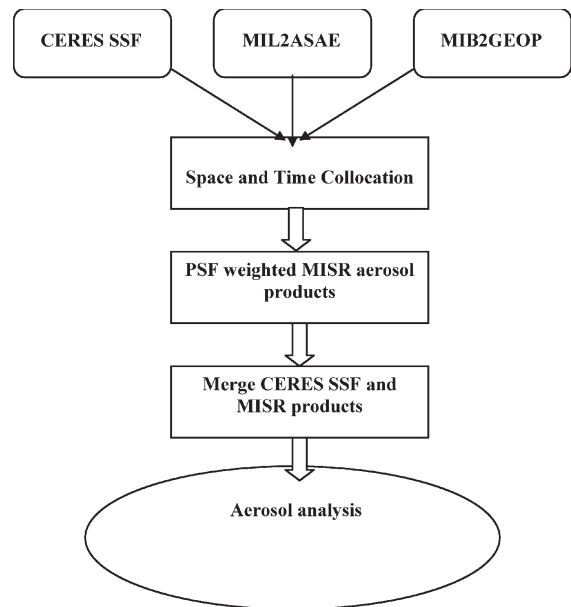 CERES SSF
MIL2ASAE
MIB2GEOP
Space and Time Collocation
PSF weighted MISR aerosol
products
Merge CERES SSF and
MISR products
Aerosol analysis